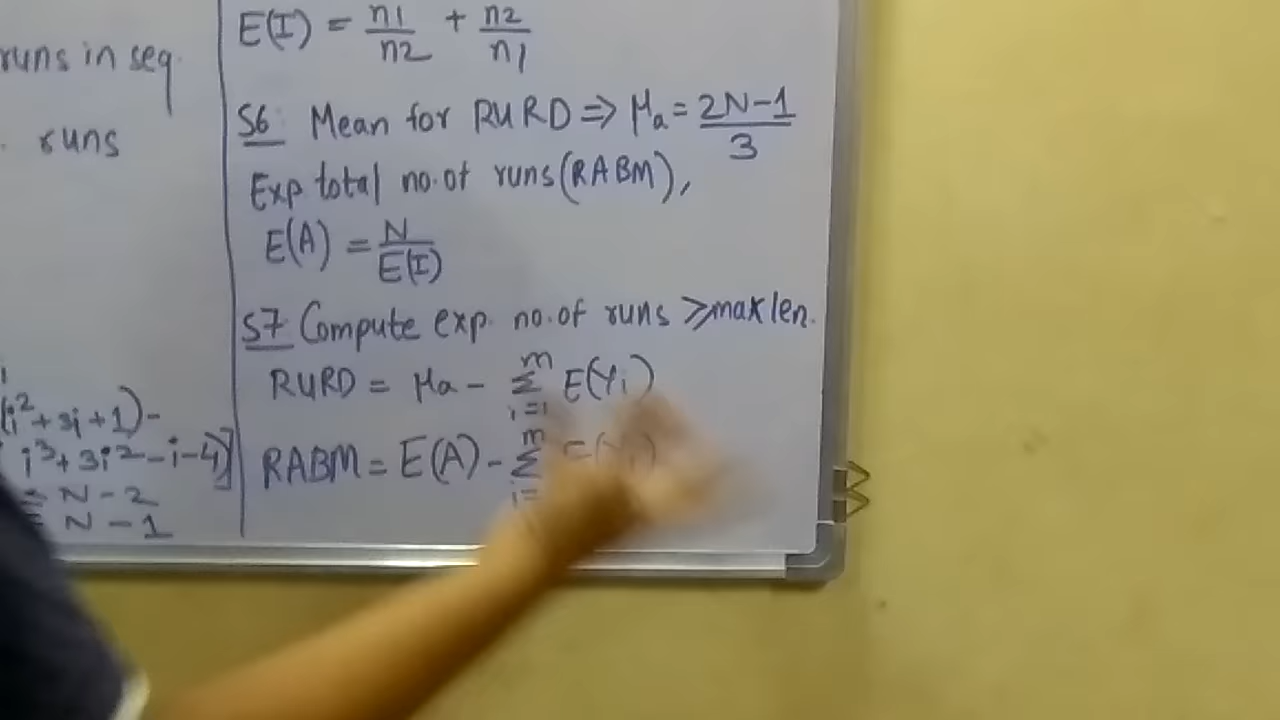 runs in seq.
runs
(i²+3i+1)-
i³+3i²-i-4)]
= N-2
= N-1
E(I) = n1/n2 + n2/n1
S6: Mean for RURD ⇒ μa = 2N-1/3
Exp total no. of runs (RABM),
E(A) = N/E(I)
S7: Compute exp. no. of runs ≥ max len.
RURD = μa - Σ i=1 m E(Yi)
RABM = E(A) - Σ m